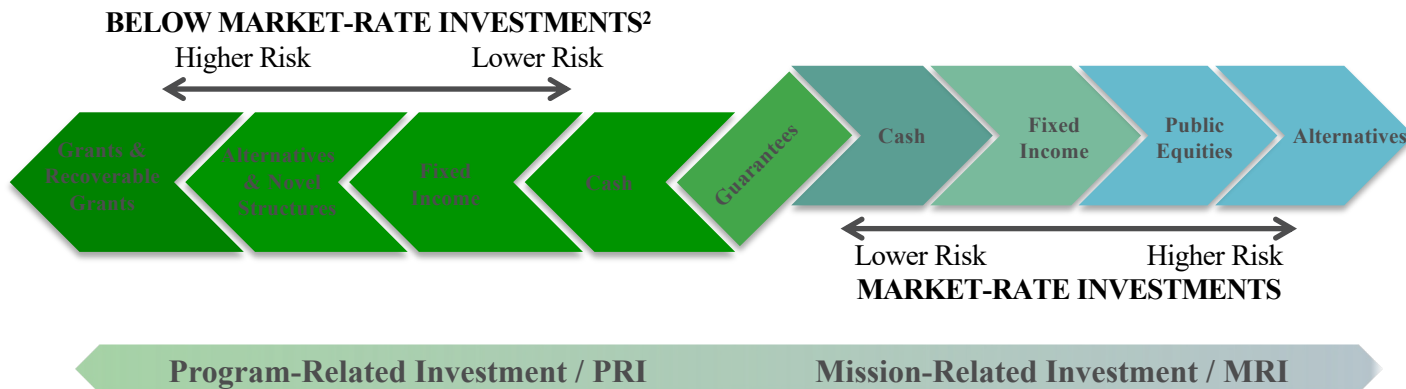 BELOW MARKET-RATE INVESTMENTS²
Higher Risk Lower Risk
Grants &
Recoverable
Grants
Alternatives
& Novel
Structures
Fixed
Income
Cash
Guarantees
Cash
Fixed
Income
Public
Equities
Alternatives
Lower Risk Higher Risk
MARKET-RATE INVESTMENTS
Program-Related Investment / PRI Mission-Related Investment / MRI